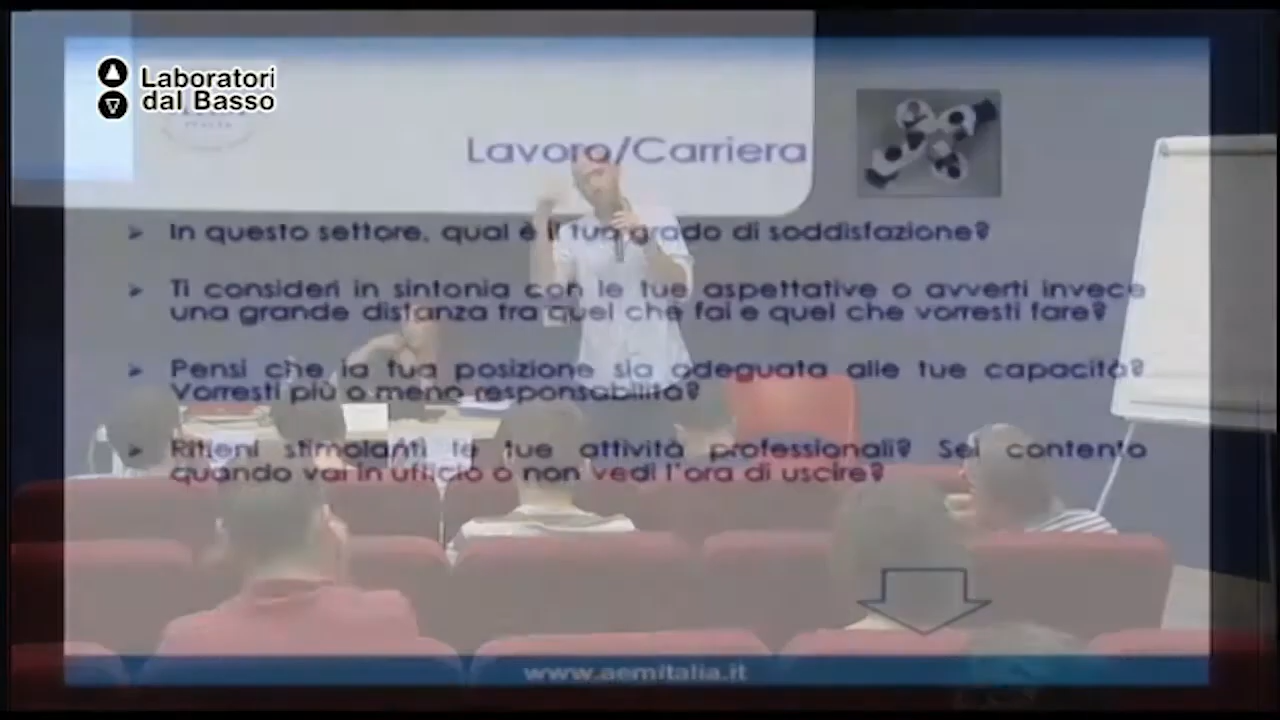 Laboratori
dal Basso
Lavoro/Carriera
➢ In questo settore, qual è il tuo grado di soddisfazione?
➢ Ti consideri in sintonia con le tue aspettative o avverti invece
una grande distanza tra quel che fai e quel che vorresti fare?
➢ Pensi che la tua posizione sia adeguata alle tue capacità?
Vorresti più o meno responsabilità?
➢ Ritieni stimolanti le tue attività professionali? Sei contento
quando vai in ufficio o non vedi l'ora di uscire?
www.aemitalia.it